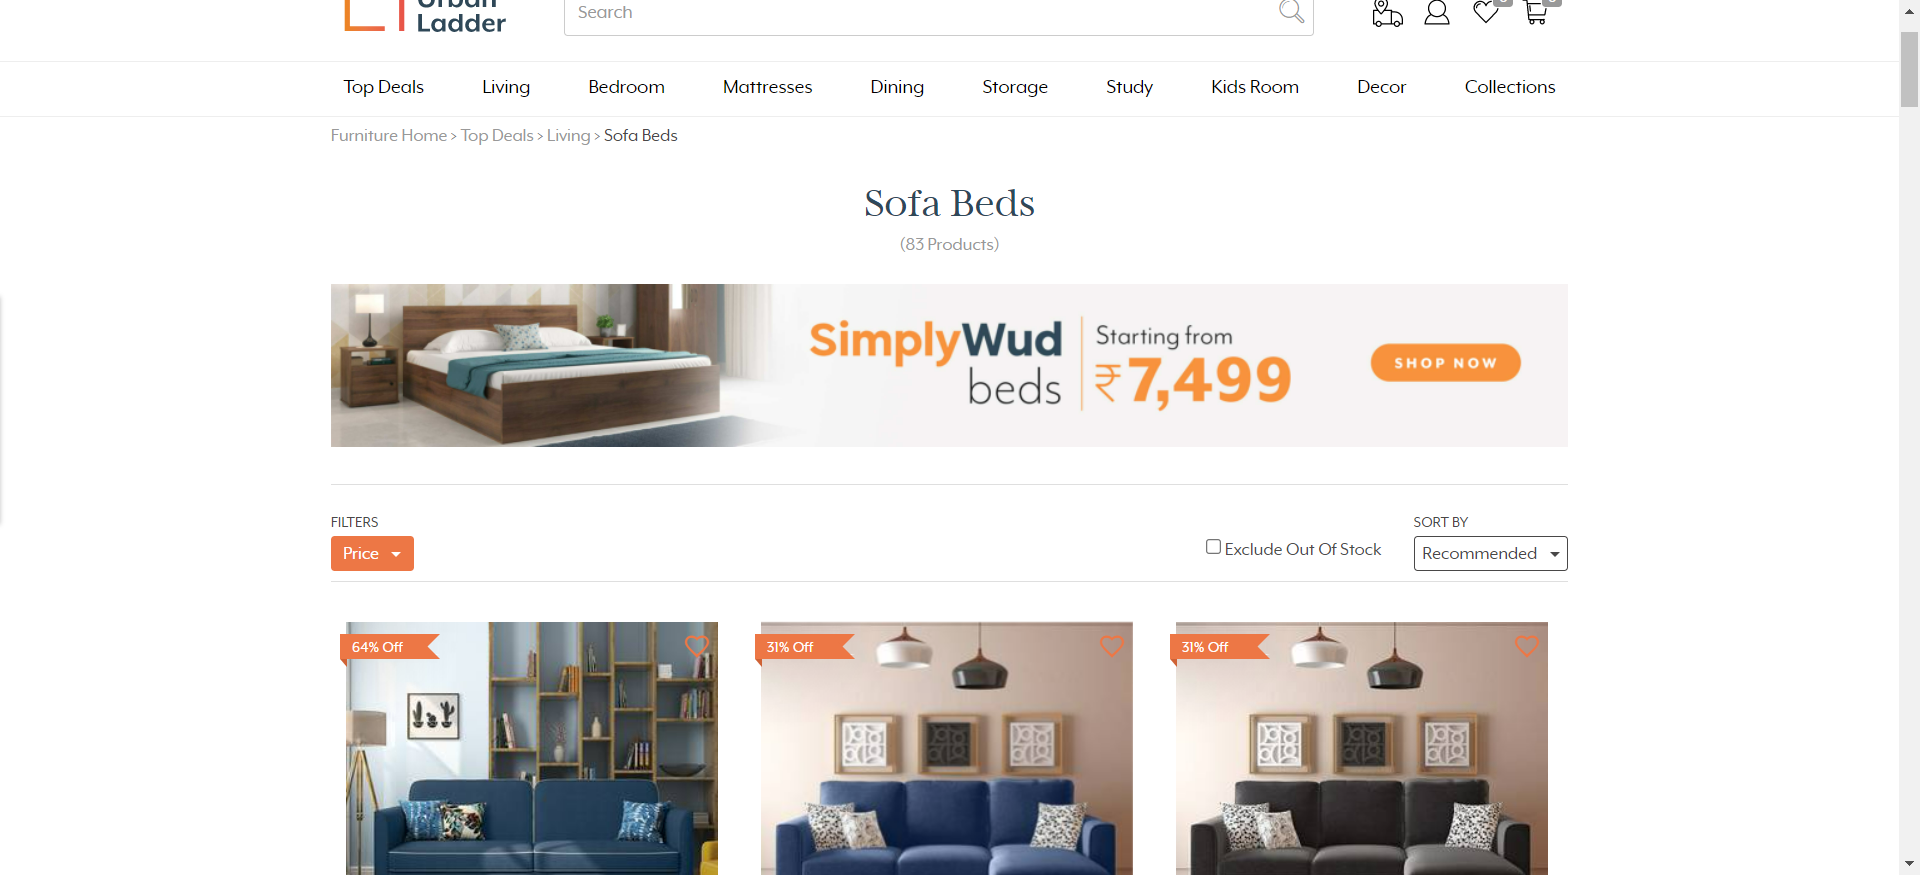 Urban
Ladder
Search
Top Deals
Living
Bedroom
Mattresses
Dining
Storage
Study
Kids Room
Decor
Collections
Furniture Home > Top Deals > Living > Sofa Beds
Sofa Beds
(83 Products)
SimplyWud
beds
Starting from
₹7,499
SHOP NOW
FILTERS
Price
Exclude Out Of Stock
SORT BY
Recommended
64% Off
31% Off
31% Off